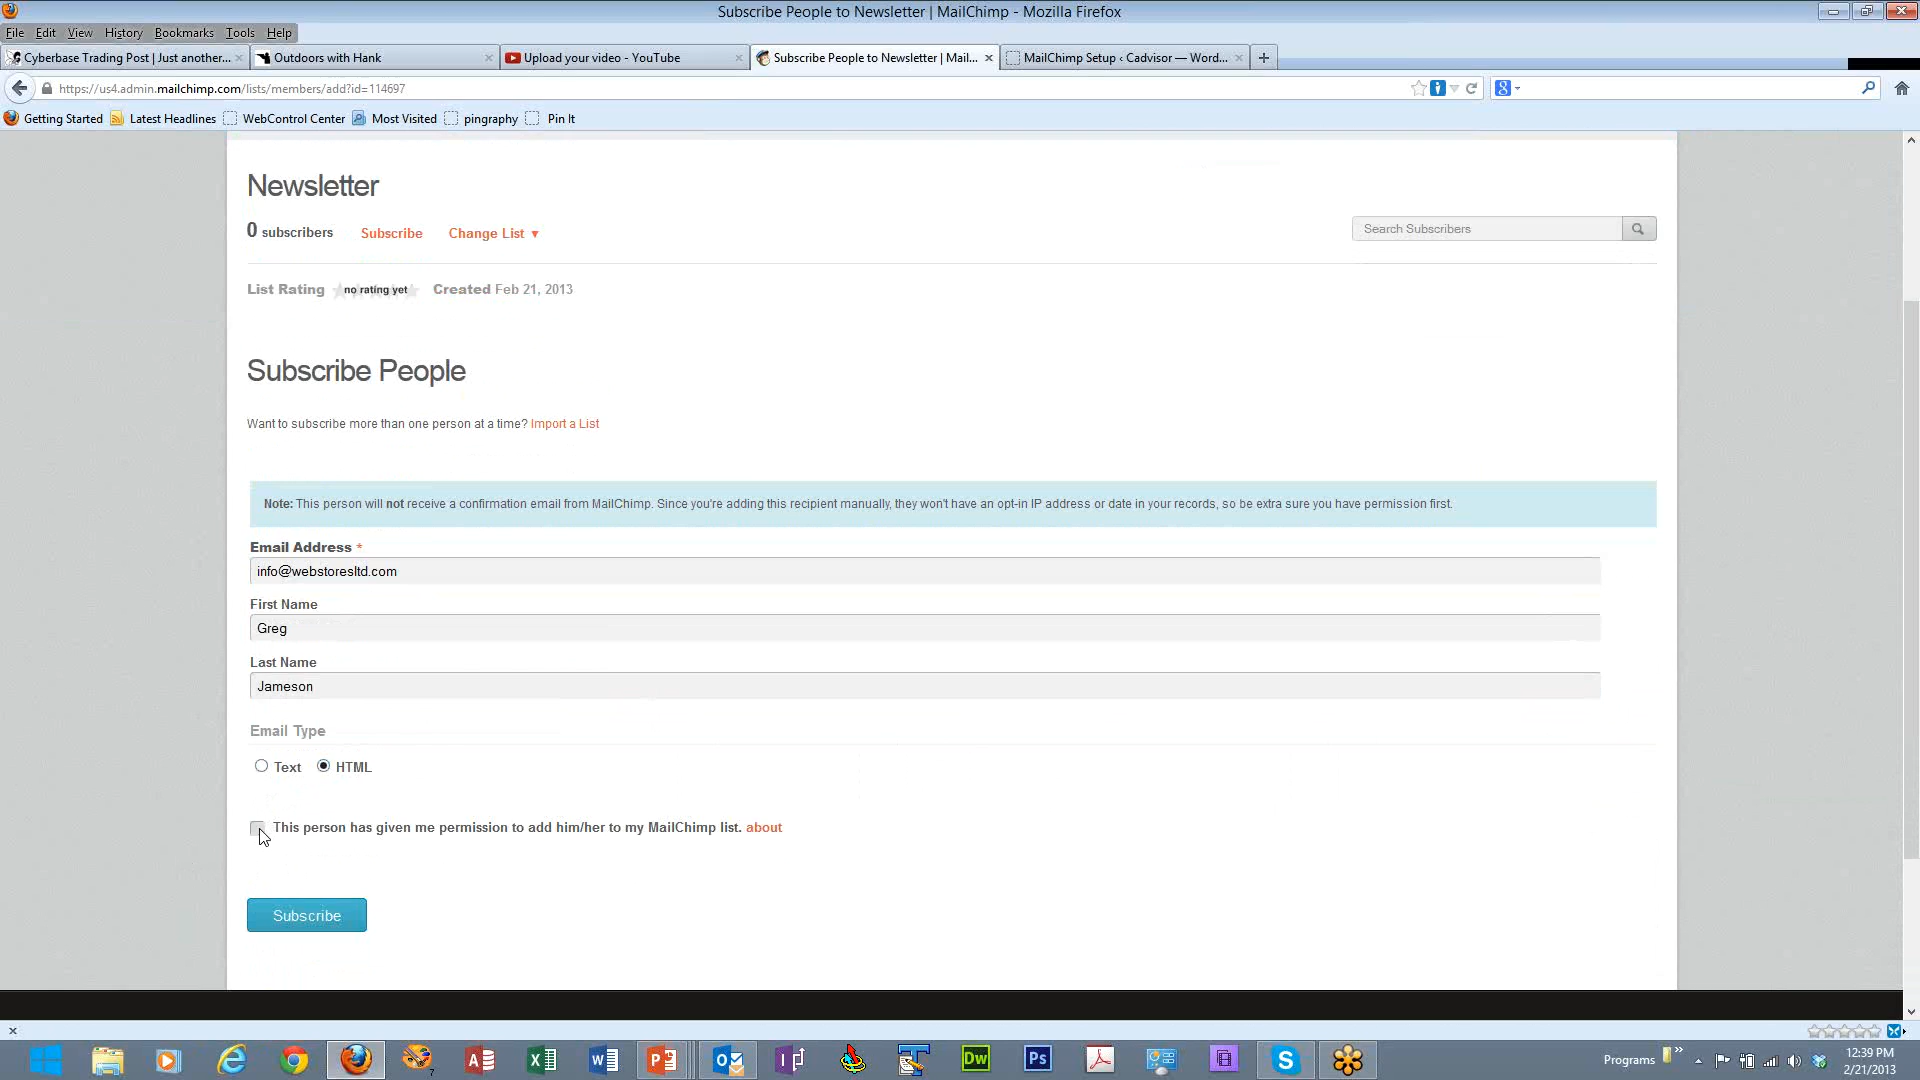 Subscribe People to Newsletter | MailChimp - Mozilla Firefox
File Edit View History Bookmarks Tools Help
Cyberbase Trading Post | Just another... Outdoors with Hank Upload your video - YouTube Subscribe People to Newsletter | Mail... MailChimp Setup ‹ Cadvisor — Word...
https://us4.admin.mailchimp.com/lists/members/add?id=114697
Getting Started Latest Headlines WebControl Center Most Visited pingraphy Pin It
Newsletter
0 subscribers Subscribe Change List ▼ Search Subscribers
List Rating no rating yet Created Feb 21, 2013
Subscribe People
Want to subscribe more than one person at a time? Import a List
Note: This person will not receive a confirmation email from MailChimp. Since you're adding this recipient manually, they won't have an opt-in IP address or date in your records, so be extra sure you have permission first.
Email Address *
info@webstoresltd.com
First Name
Greg
Last Name
Jameson
Email Type
Text HTML
This person has given me permission to add him/her to my MailChimp list. about
Subscribe
Programs 12:39 PM
2/21/2013